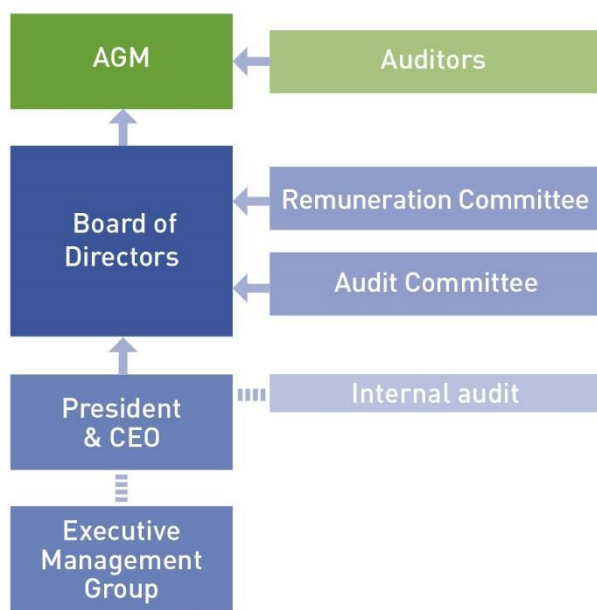 AGM
Auditors
Board of
Directors
Remuneration Committee
Audit Committee
President
& CEO
Internal audit
Executive
Management
Group